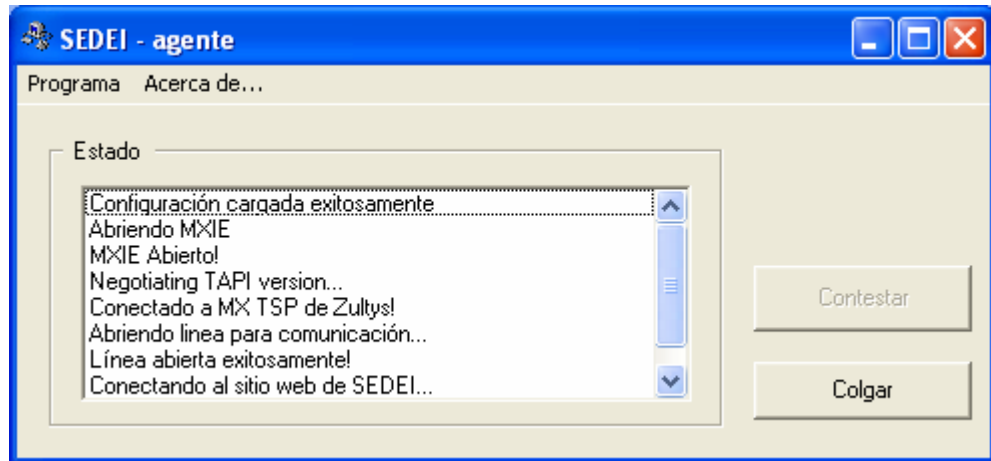 SEDEI - agente
Programa Acerca de...
Estado
Configuración cargada exitosamente
Abriendo MXIE
MXIE Abierto!
Negotiating TAPI version...
Conectado a MX TSP de Zultys!
Abriendo linea para comunicación...
Línea abierta exitosamente!
Conectando al sitio web de SEDEI...
Contestar
Colgar